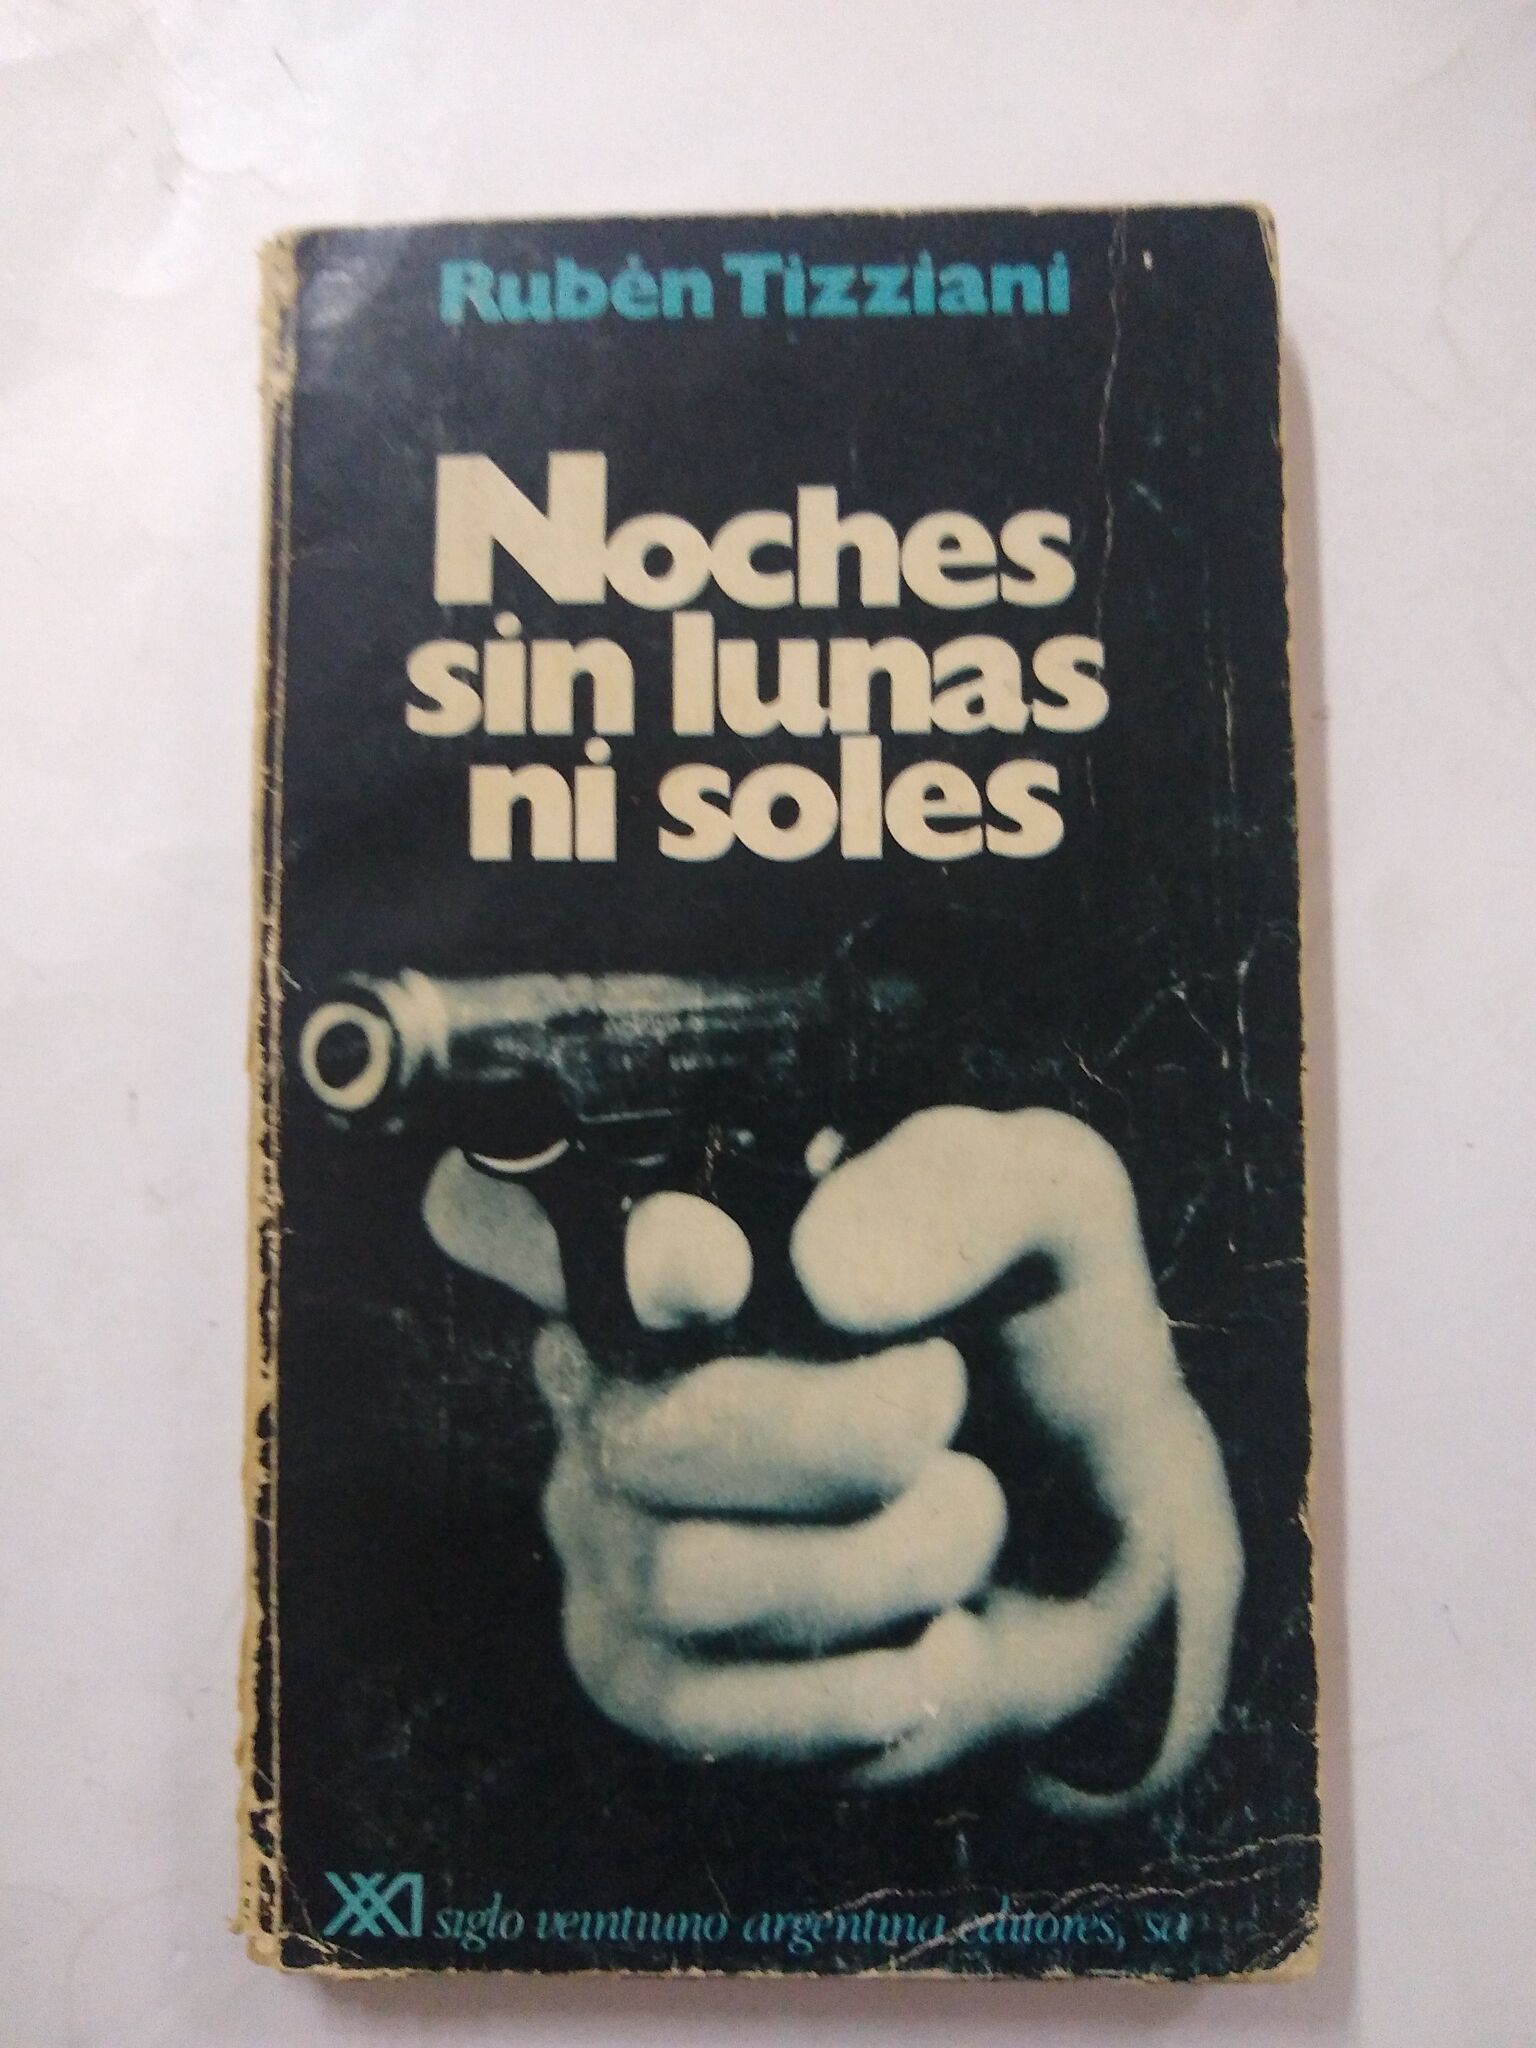 Rubén Tizziani
Noches
sin lunas
ni soles
XXI siglo veintiuno argentina editores, sa